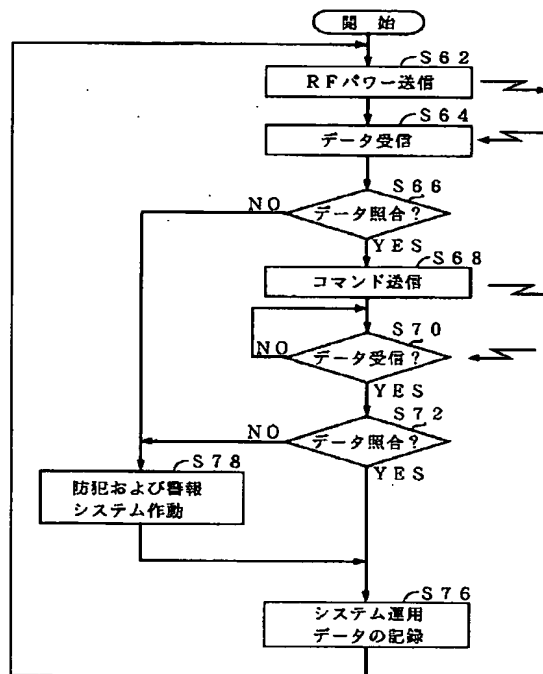 開始
S62
RFパワー送信
S64
データ受信
S66
NO
データ照合?
YES
S68
コマンド送信
S70
NO
データ受信?
YES
S72
NO
データ照合?
YES
S78
防犯および警報
システム作動
S76
システム運用
データの記録